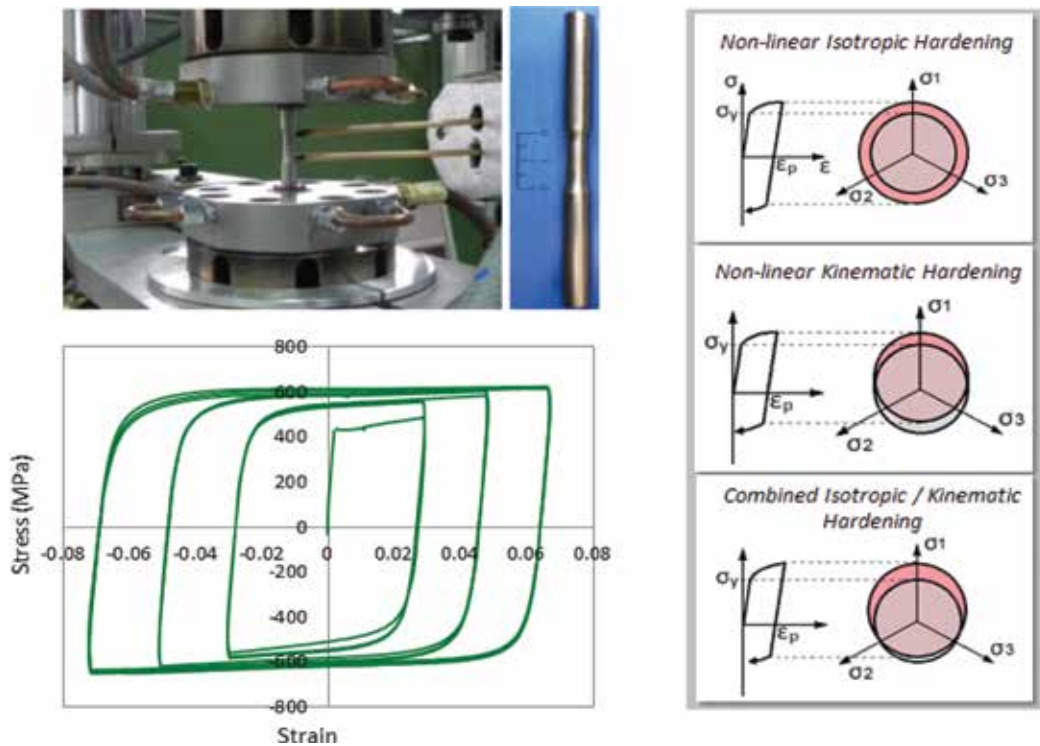 800
600
400
200
0
-200
-400
-600
-800
-0.08 -0.06 -0.04 -0.02 0 0.02 0.04 0.06 0.08
Stress (MPa)
Strain
Non-linear Isotropic Hardening
σ
σy
εp
ε
σ1
σ2
σ3
Non-linear Kinematic Hardening
σy
εp
σ1
σ2
σ3
Combined Isotropic / Kinematic
Hardening
σy
εp
σ1
σ2
σ3